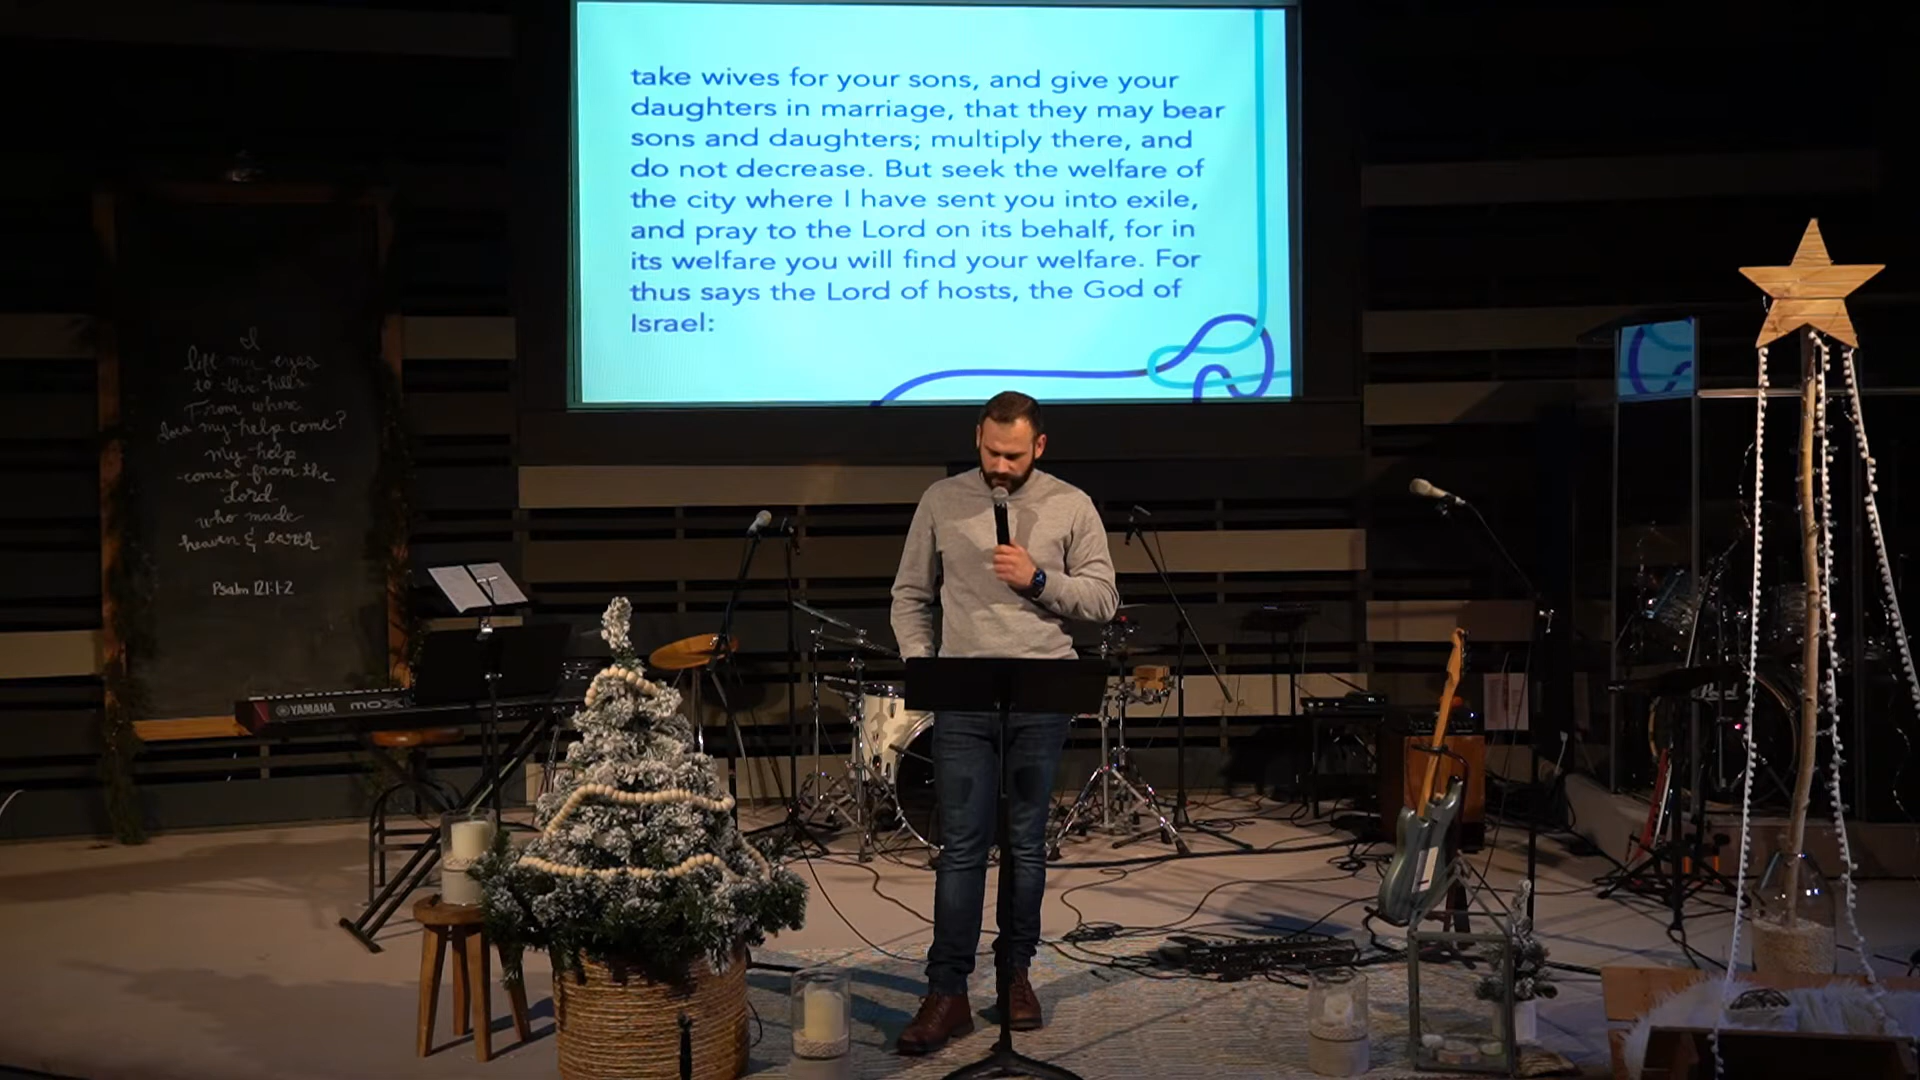 take wives for your sons, and give your
daughters in marriage, that they may bear
sons and daughters; multiply there, and
do not decrease. But seek the welfare of
the city where I have sent you into exile,
and pray to the Lord on its behalf, for in
its welfare you will find your welfare. For
thus says the Lord of hosts, the God of
Israel:
I
lift my eyes
to the hills
From where
does my help come?
my help
comes from the
Lord
who made
heaven & earth
Psalm 121:1-2
YAMAHA